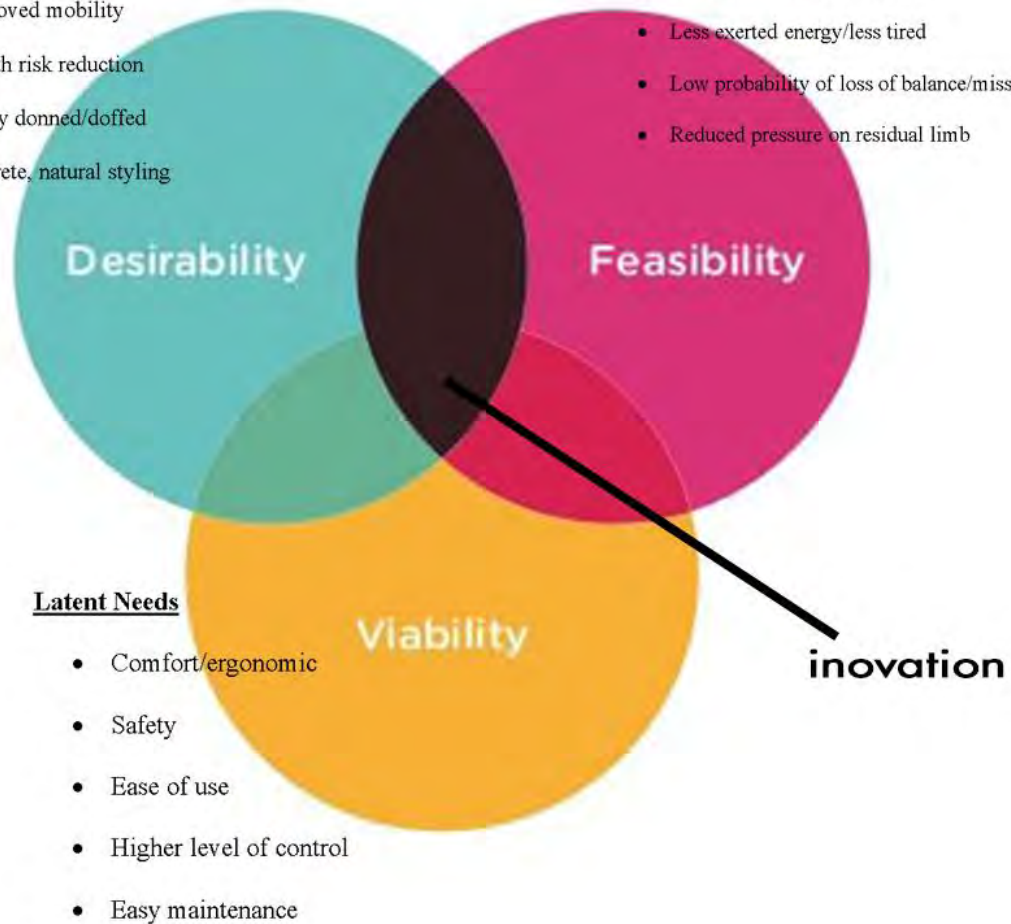 oved mobility
th risk reduction
y donned/doffed
rete, natural styling
• Less exerted energy/less tired
• Low probability of loss of balance/miss
• Reduced pressure on residual limb
Desirability
Feasibility
Latent Needs
Viability
• Comfort/ergonomic
inovation
• Safety
• Ease of use
• Higher level of control
• Easy maintenance